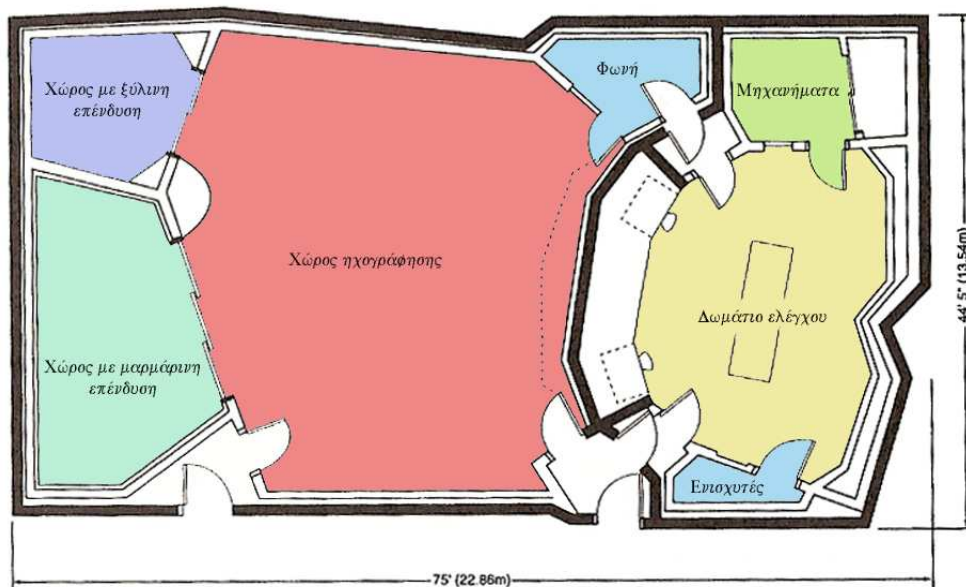 Χώρος με ξύλινη
επένδυση
Φωνή
Μηχανήματα
Χώρος ηχογράφησης
Δωμάτιο ελέγχου
Χώρος με μαρμάρινη
επένδυση
Ενισχυτές
44' 5" (13.54m)
75' (22.86m)